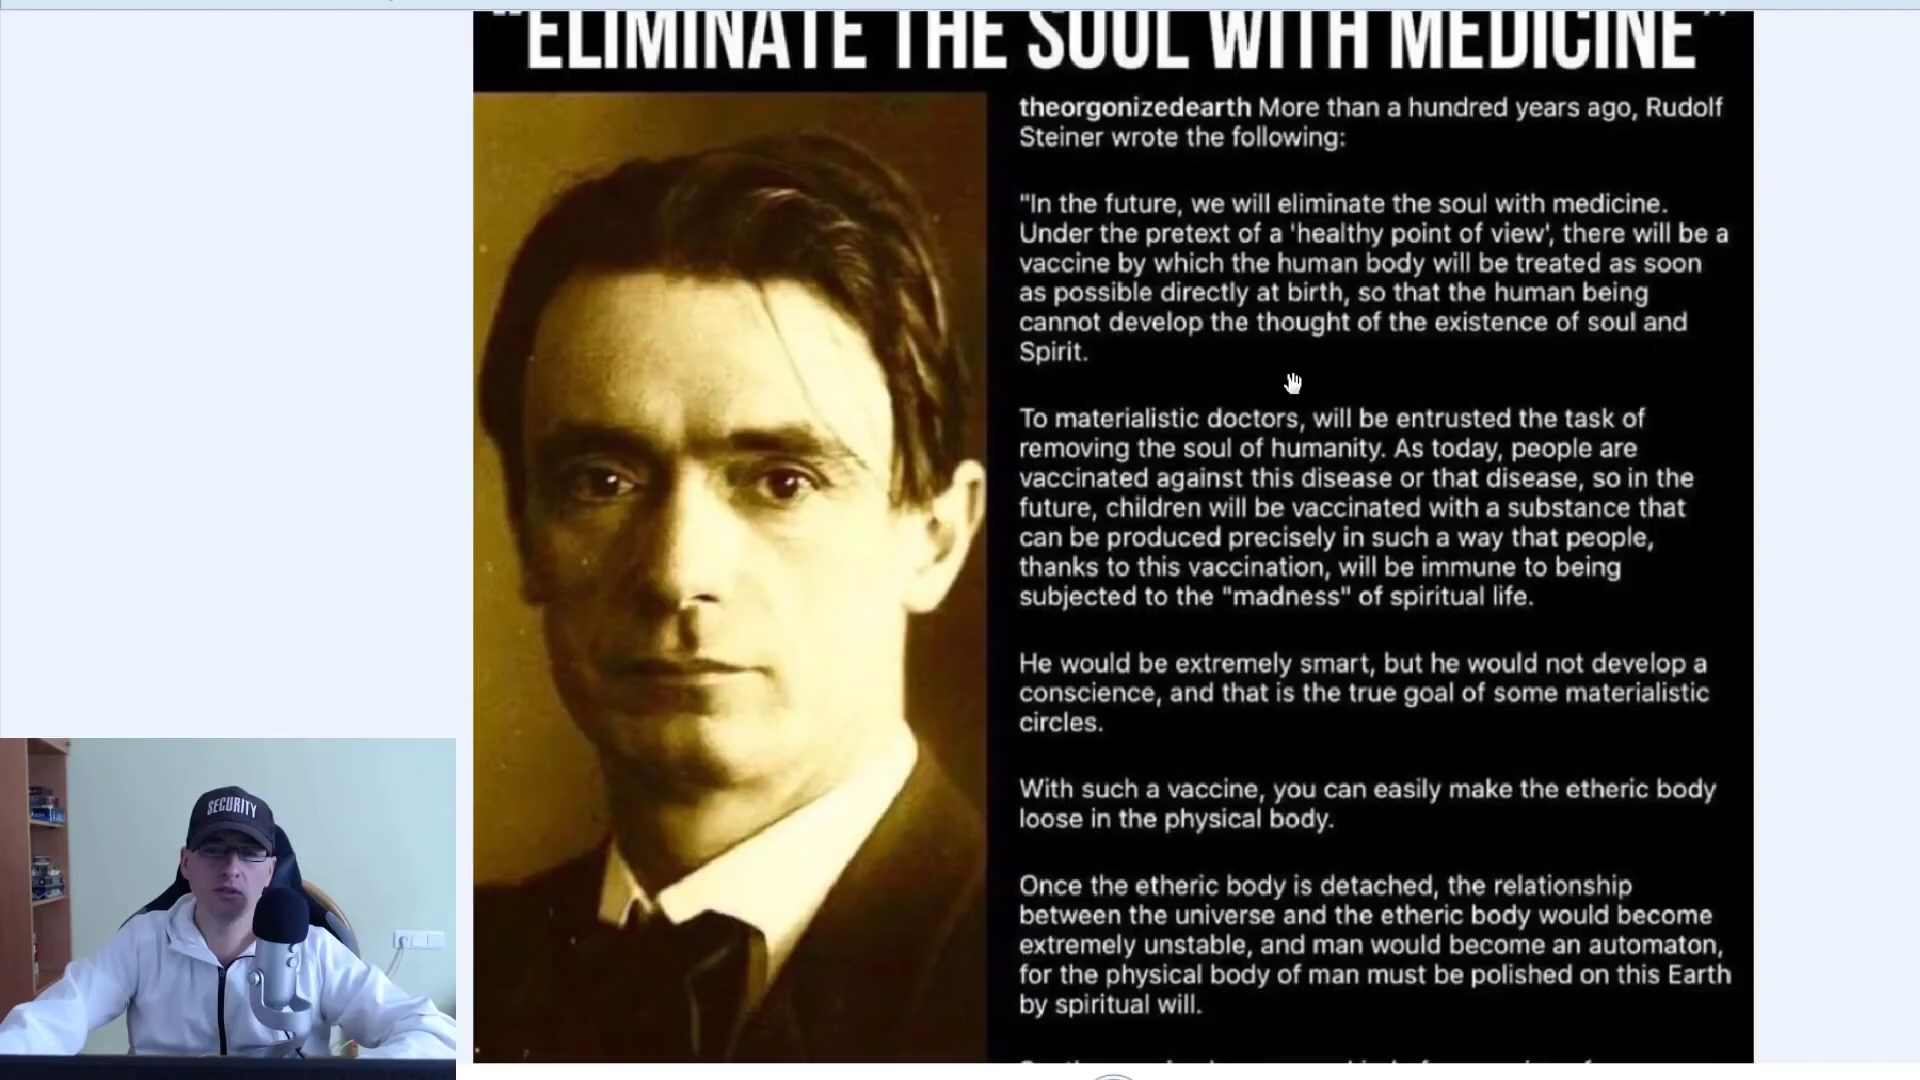 "ELIMINATE THE SOUL WITH MEDICINE"
theorgonizedearth More than a hundred years ago, Rudolf
Steiner wrote the following:
"In the future, we will eliminate the soul with medicine.
Under the pretext of a 'healthy point of view', there will be a
vaccine by which the human body will be treated as soon
as possible directly at birth, so that the human being
cannot develop the thought of the existence of soul and
Spirit.
To materialistic doctors, will be entrusted the task of
removing the soul of humanity. As today, people are
vaccinated against this disease or that disease, so in the
future, children will be vaccinated with a substance that
can be produced precisely in such a way that people,
thanks to this vaccination, will be immune to being
subjected to the "madness" of spiritual life.
He would be extremely smart, but he would not develop a
conscience, and that is the true goal of some materialistic
circles.
With such a vaccine, you can easily make the etheric body
loose in the physical body.
Once the etheric body is detached, the relationship
between the universe and the etheric body would become
extremely unstable, and man would become an automaton,
for the physical body of man must be polished on this Earth
by spiritual will.
SECURITY